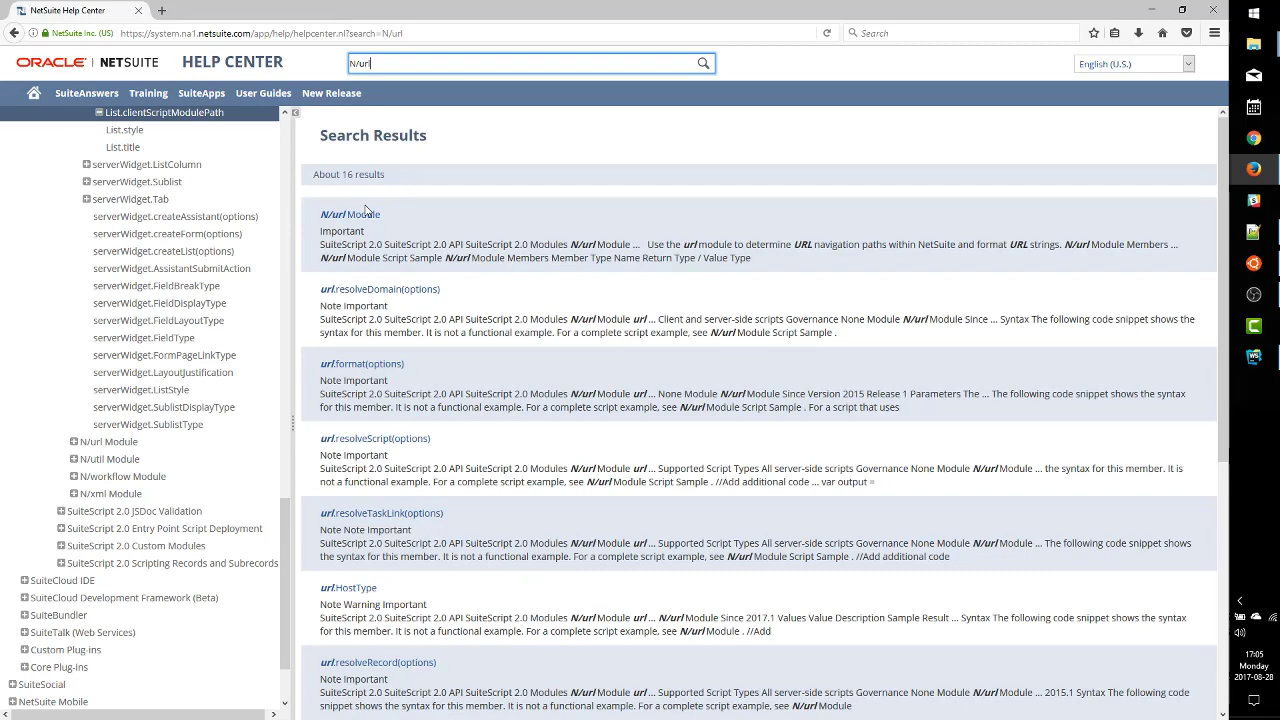 NetSuite Help Center
NetSuite Inc. (US)
https://system.na1.netsuite.com/app/help/helpcenter.nl?search=N/url
Search
ORACLE | NETSUITE
HELP CENTER
N/url
English (U.S.)
SuiteAnswers
Training
SuiteApps
User Guides
New Release
List.clientScriptModulePath
List.style
List.title
serverWidget.ListColumn
serverWidget.Sublist
serverWidget.Tab
serverWidget.createAssistant(options)
serverWidget.createForm(options)
serverWidget.createList(options)
serverWidget.AssistantSubmitAction
serverWidget.FieldBreakType
serverWidget.FieldDisplayType
serverWidget.FieldLayoutType
serverWidget.FieldType
serverWidget.FormPageLinkType
serverWidget.LayoutJustification
serverWidget.ListStyle
serverWidget.SublistDisplayType
serverWidget.SublistType
N/url Module
N/util Module
N/workflow Module
N/xml Module
SuiteScript 2.0 JSDoc Validation
SuiteScript 2.0 Entry Point Script Deployment
SuiteScript 2.0 Custom Modules
SuiteScript 2.0 Scripting Records and Subrecords
SuiteCloud IDE
SuiteCloud Development Framework (Beta)
SuiteBundler
SuiteTalk (Web Services)
Custom Plug-ins
Core Plug-ins
SuiteSocial
NetSuite Mobile
Search Results
About 16 results
N/url Module
Important
SuiteScript 2.0 SuiteScript 2.0 API SuiteScript 2.0 Modules N/url Module ... Use the url module to determine URL navigation paths within NetSuite and format URL strings. N/url Module Members ...
N/url Module Script Sample N/url Module Members Member Type Name Return Type / Value Type
url.resolveDomain(options)
Note Important
SuiteScript 2.0 SuiteScript 2.0 API SuiteScript 2.0 Modules N/url Module url ... Client and server-side scripts Governance None Module N/url Module Since ... Syntax The following code snippet shows the
syntax for this member. It is not a functional example. For a complete script example, see N/url Module Script Sample .
url.format(options)
Note Important
SuiteScript 2.0 SuiteScript 2.0 API SuiteScript 2.0 Modules N/url Module url ... None Module N/url Module Since Version 2015 Release 1 Parameters The ... The following code snippet shows the
syntax for this member. It is not a functional example. For a complete script example, see N/url Module Script Sample . For a script that uses
url.resolveScript(options)
Note Important
SuiteScript 2.0 SuiteScript 2.0 API SuiteScript 2.0 Modules N/url Module url ... Supported Script Types All server-side scripts Governance None Module N/url Module ... the syntax for this member. It is
not a functional example. For a complete script example, see N/url Module Script Sample . //Add additional code ... var output =
url.resolveTaskLink(options)
Note Note Important
SuiteScript 2.0 SuiteScript 2.0 API SuiteScript 2.0 Modules N/url Module url ... Supported Script Types All server-side scripts Governance None Module N/url Module ... The following code snippet shows
the syntax for this member. It is not a functional example. For a complete script example, see N/url Module Script Sample . //Add additional code
url.HostType
Note Warning Important
SuiteScript 2.0 SuiteScript 2.0 API SuiteScript 2.0 Modules N/url Module url ... N/url Module Since 2017.1 Values Value Description Sample Result ... Syntax The following code snippet shows the
syntax for this member. It is not a functional example. For a complete script example, see N/url Module . //Add
url.resolveRecord(options)
Note Important
SuiteScript 2.0 SuiteScript 2.0 API SuiteScript 2.0 Modules N/url Module url ... Supported Script Types All server-side scripts Governance None Module N/url Module ... 2015.1 Syntax The following code
snippet shows the syntax for this member. It is not a functional example. For a complete script example, see N/url Module
17:05
Monday
2017-08-28